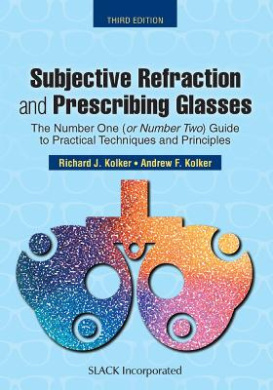 THIRD EDITION
Subjective Refraction
and Prescribing Glasses
The Number One (or Number Two) Guide
to Practical Techniques and Principles
Richard J. Kolker • Andrew F. Kolker
SLACK Incorporated